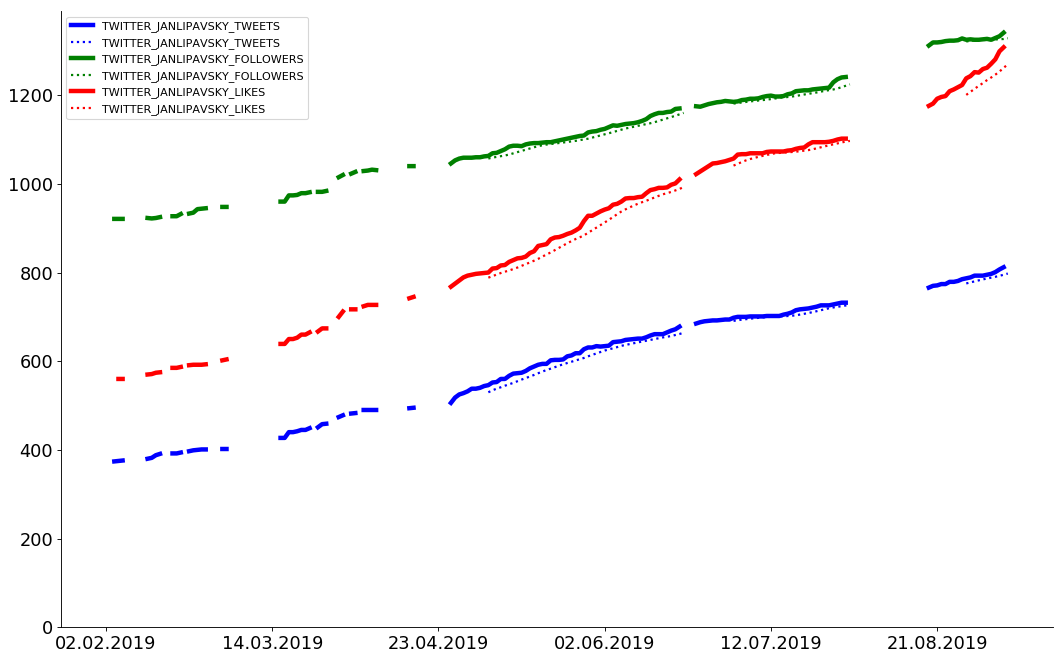 TWITTER_JANLIPAVSKY_TWEETS
TWITTER_JANLIPAVSKY_TWEETS
TWITTER_JANLIPAVSKY_FOLLOWERS
TWITTER_JANLIPAVSKY_FOLLOWERS
TWITTER_JANLIPAVSKY_LIKES
TWITTER_JANLIPAVSKY_LIKES
1200
1000
800
600
400
200
0
02.02.2019 14.03.2019 23.04.2019 02.06.2019 12.07.2019 21.08.2019